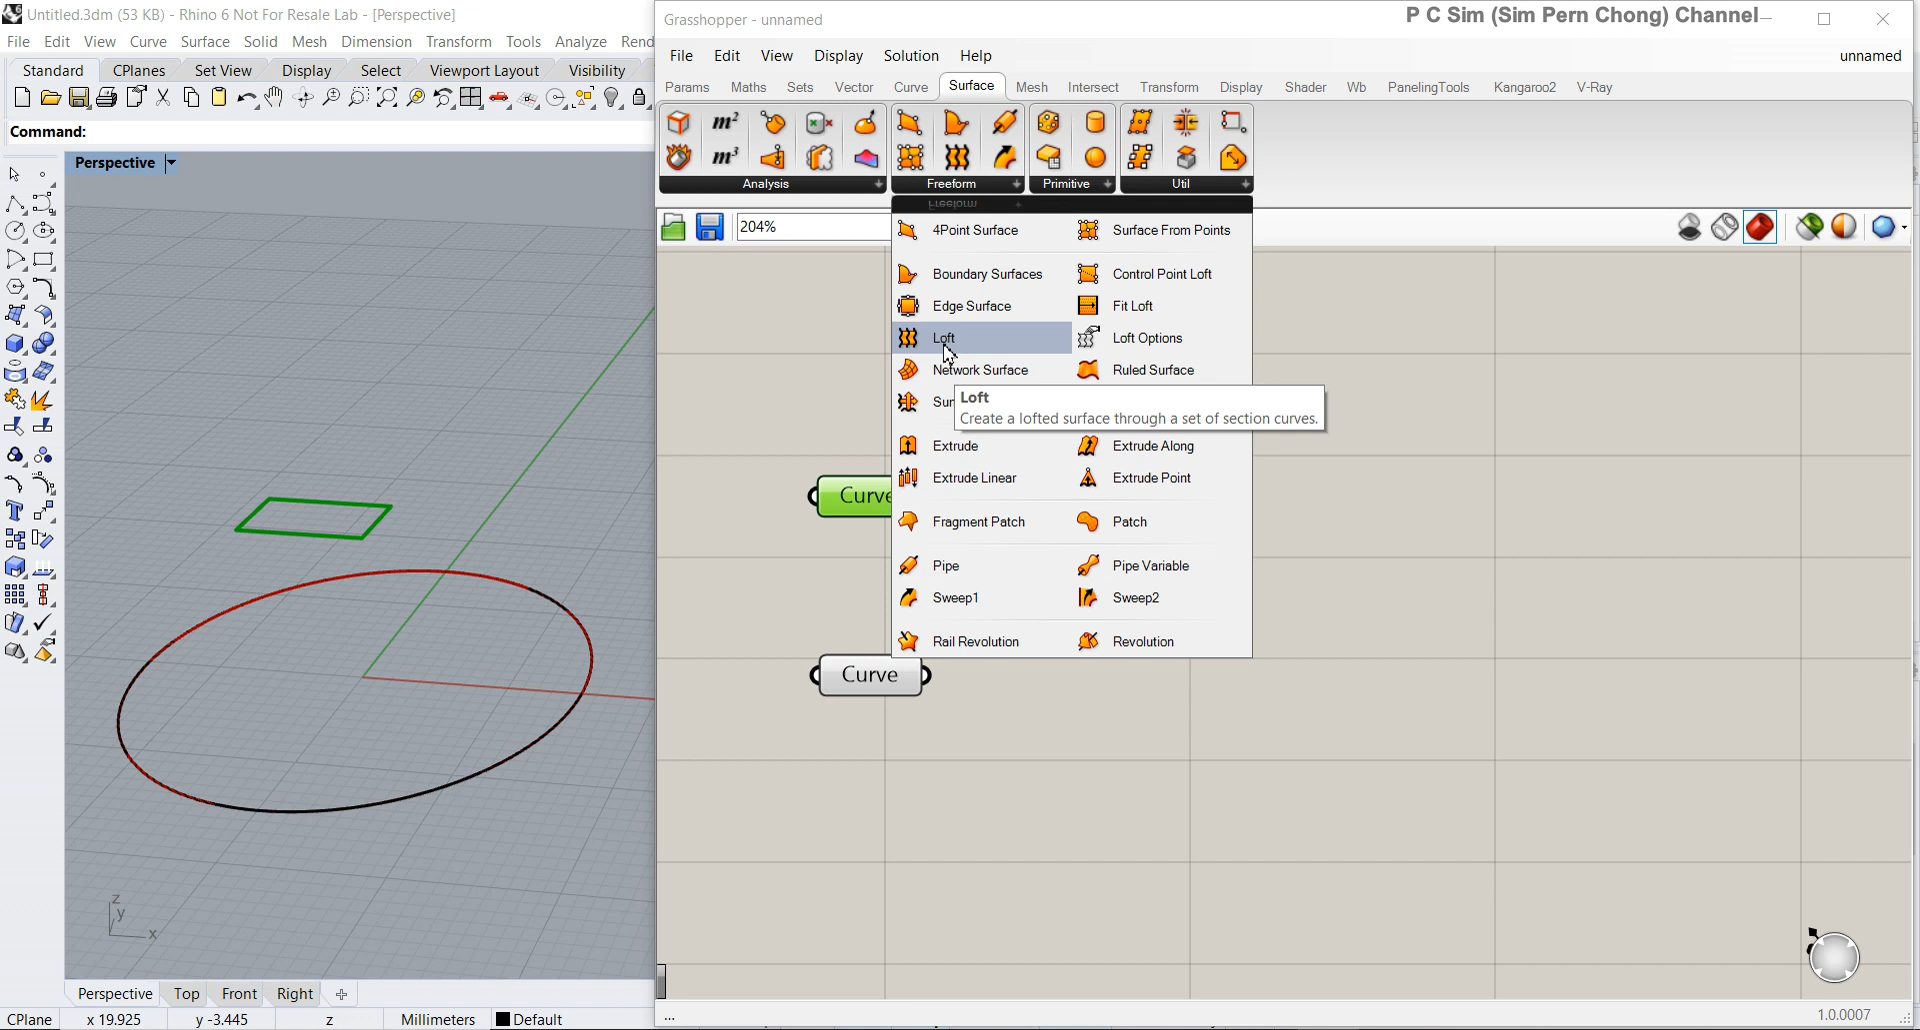 Untitled.3dm (53 KB) - Rhino 6 Not For Resale Lab - [Perspective]
File Edit View Curve Surface Solid Mesh Dimension Transform Tools Analyze Rend
Standard CPlanes Set View Display Select Viewport Layout Visibility
Command:
Perspective
z
y
x
Perspective Top Front Right
CPlane x 19.925 y -3.445 z Millimeters Default
Grasshopper - unnamed
P C Sim (Sim Pern Chong) Channel
File Edit View Display Solution Help
unnamed
Params Maths Sets Vector Curve Surface Mesh Intersect Transform Display Shader Wb PanelingTools Kangaroo2 V-Ray
m²
m³
Analysis Freeform Primitive Util
Freeform
204%
4Point Surface Surface From Points
Boundary Surfaces Control Point Loft
Edge Surface Fit Loft
Loft Loft Options
Network Surface Ruled Surface
Sur
Loft
Create a lofted surface through a set of section curves.
Extrude Extrude Along
Extrude Linear Extrude Point
Fragment Patch Patch
Pipe Pipe Variable
Sweep1 Sweep2
Rail Revolution Revolution
Curve
Curve
...
1.0.0007